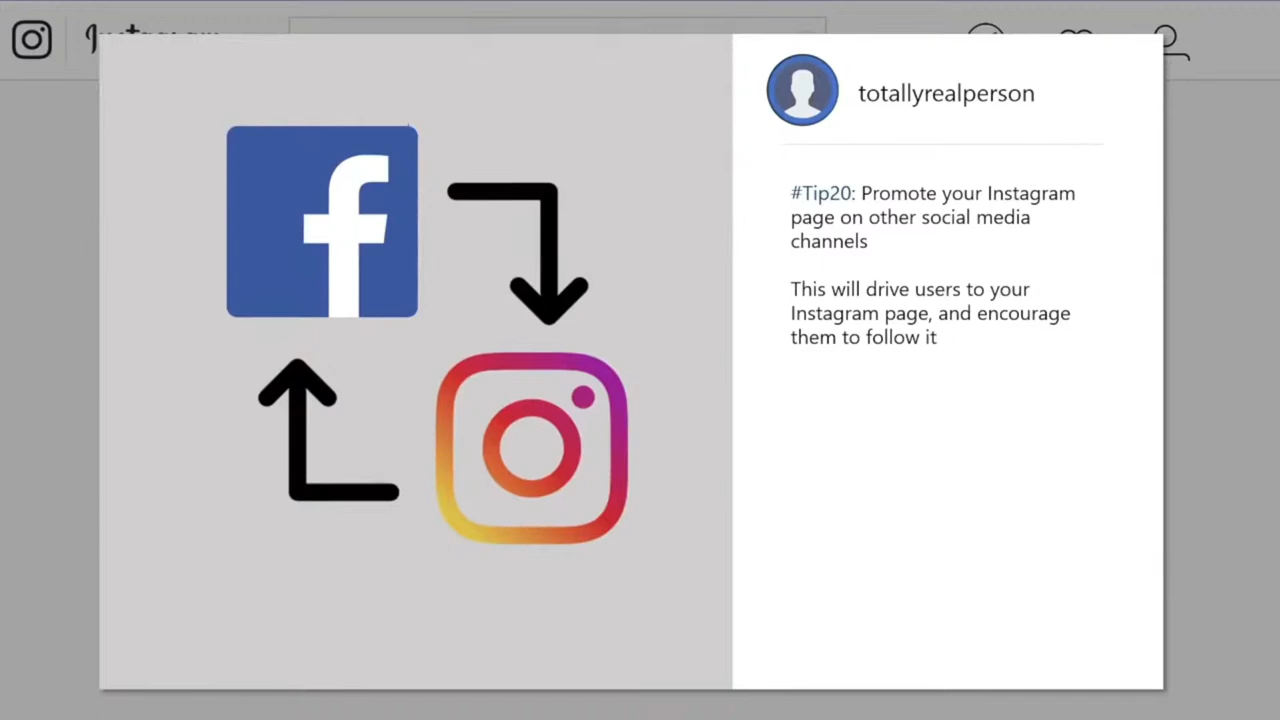 Instagram
totallyrealperson
#Tip20: Promote your Instagram
page on other social media
channels
This will drive users to your
Instagram page, and encourage
them to follow it